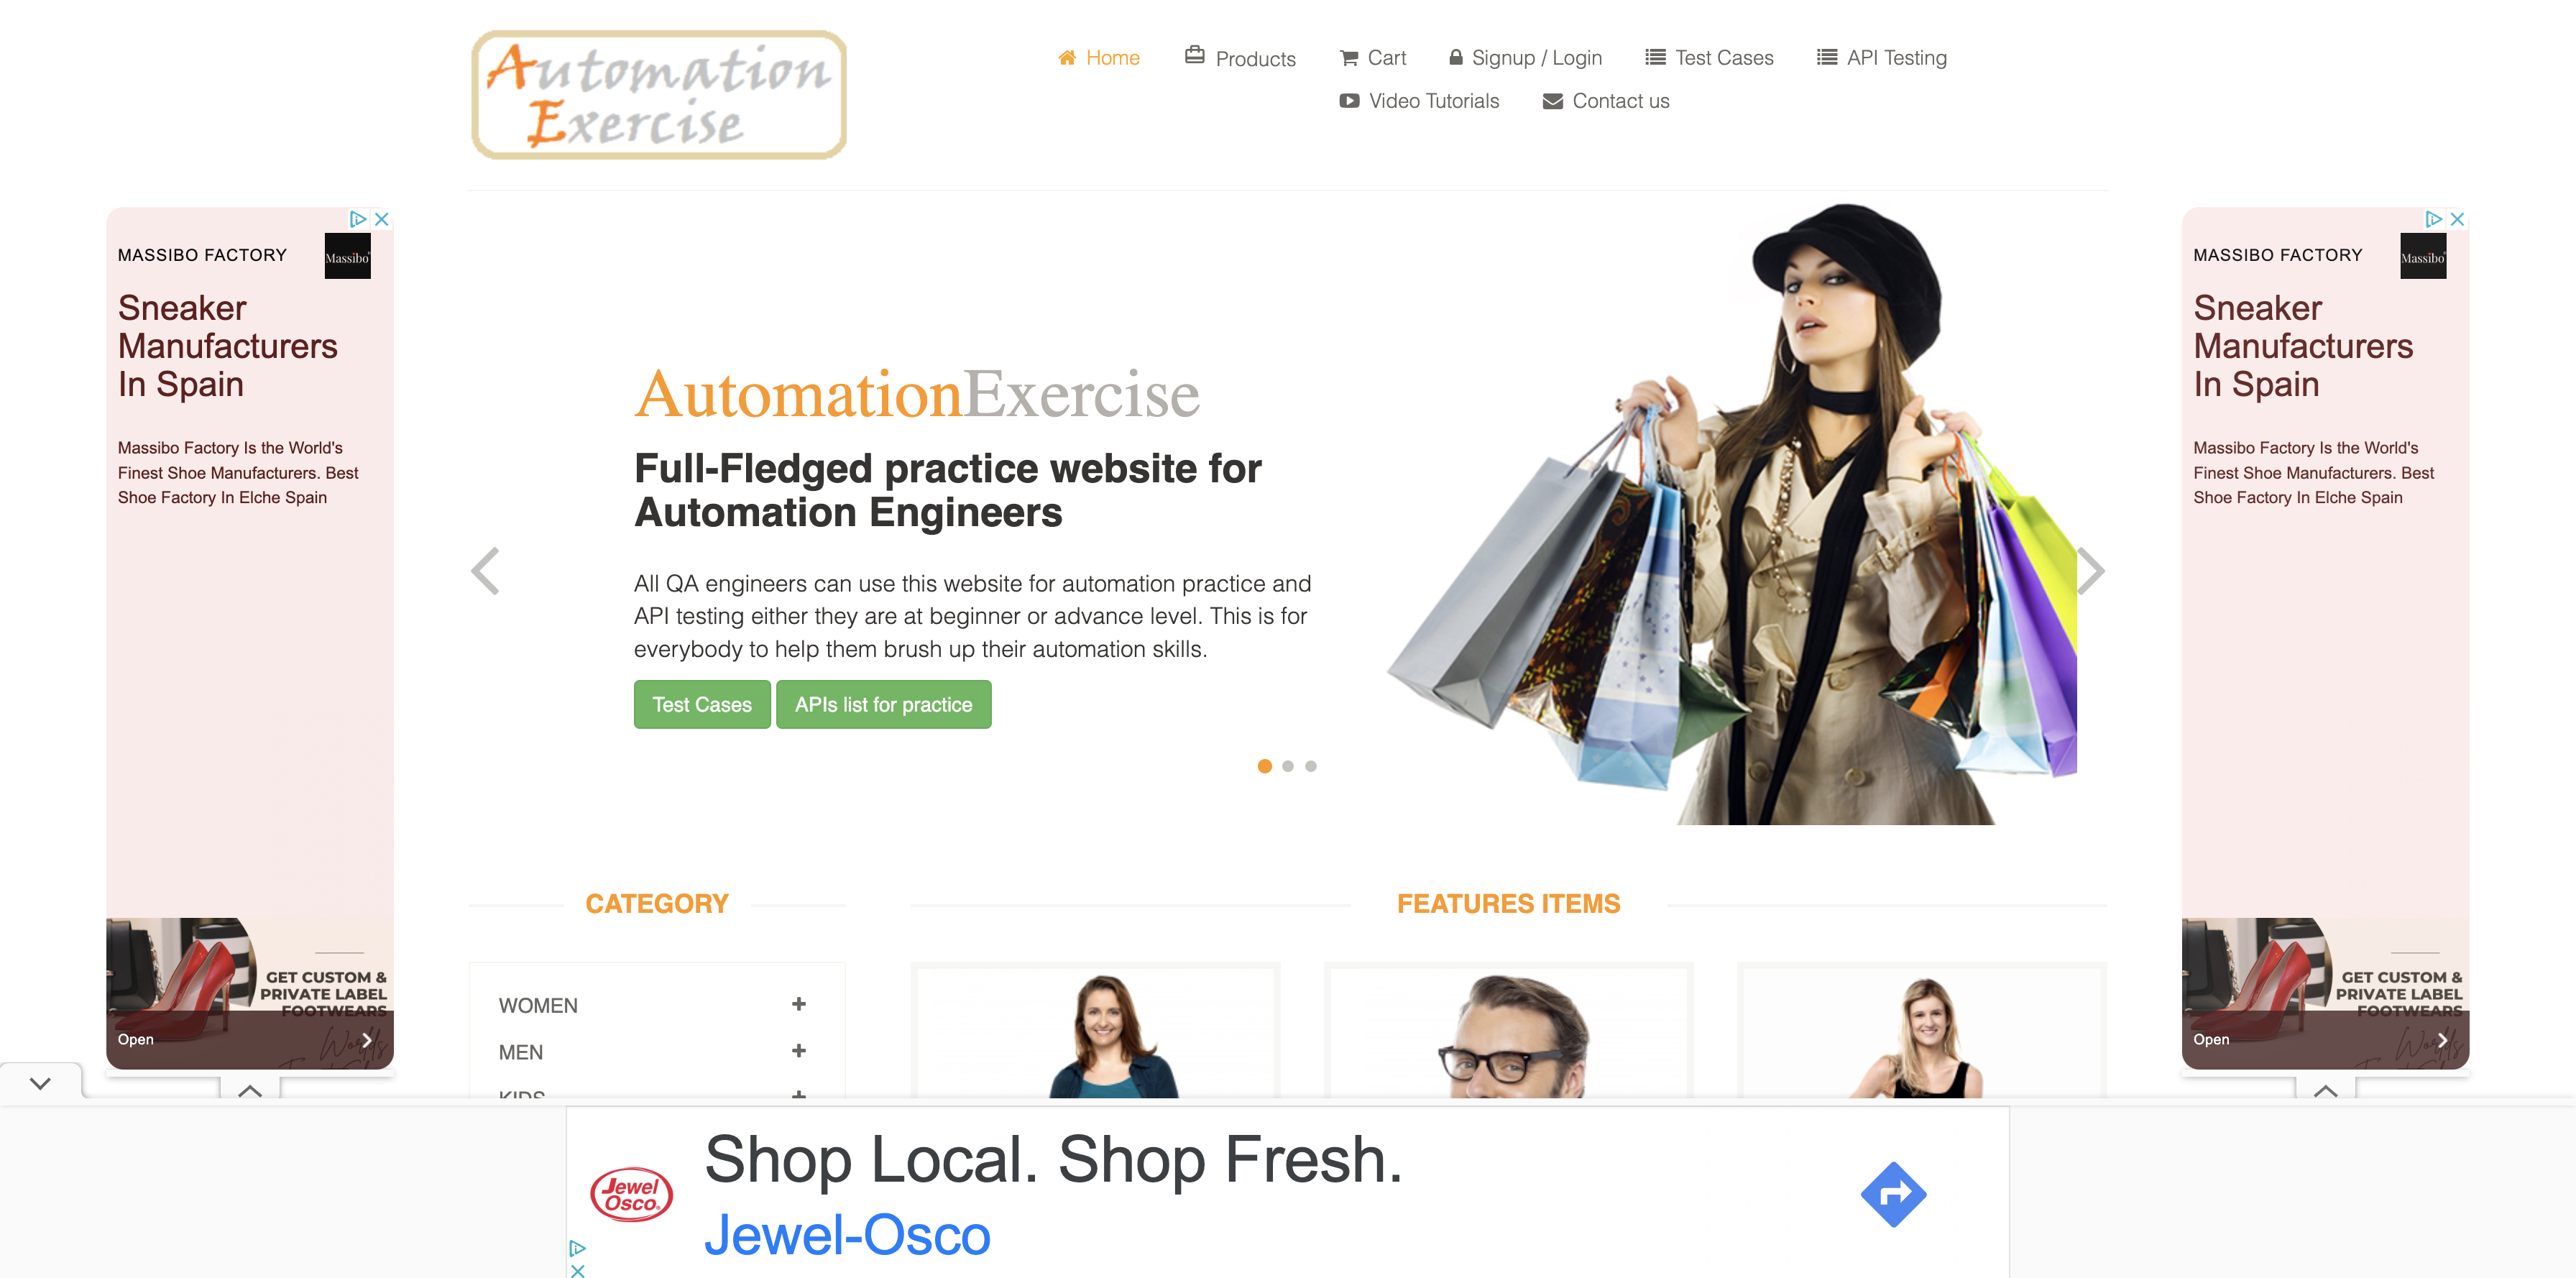 Automation
Exercise
Home
Products
Cart
Signup / Login
Test Cases
API Testing
Video Tutorials
Contact us
MASSIBO FACTORY
Massibo
Sneaker
Manufacturers
In Spain
Massibo Factory Is the World's
Finest Shoe Manufacturers. Best
Shoe Factory In Elche Spain
GET CUSTOM &
PRIVATE LABEL
FOOTWEARS
Open
AutomationExercise
Full-Fledged practice website for
Automation Engineers
All QA engineers can use this website for automation practice and
API testing either they are at beginner or advance level. This is for
everybody to help them brush up their automation skills.
Test Cases
APIs list for practice
MASSIBO FACTORY
Massibo
Sneaker
Manufacturers
In Spain
Massibo Factory Is the World's
Finest Shoe Manufacturers. Best
Shoe Factory In Elche Spain
GET CUSTOM &
PRIVATE LABEL
FOOTWEARS
Open
CATEGORY
WOMEN
MEN
KIDS
FEATURES ITEMS
Jewel
Osco
Shop Local. Shop Fresh.
Jewel-Osco